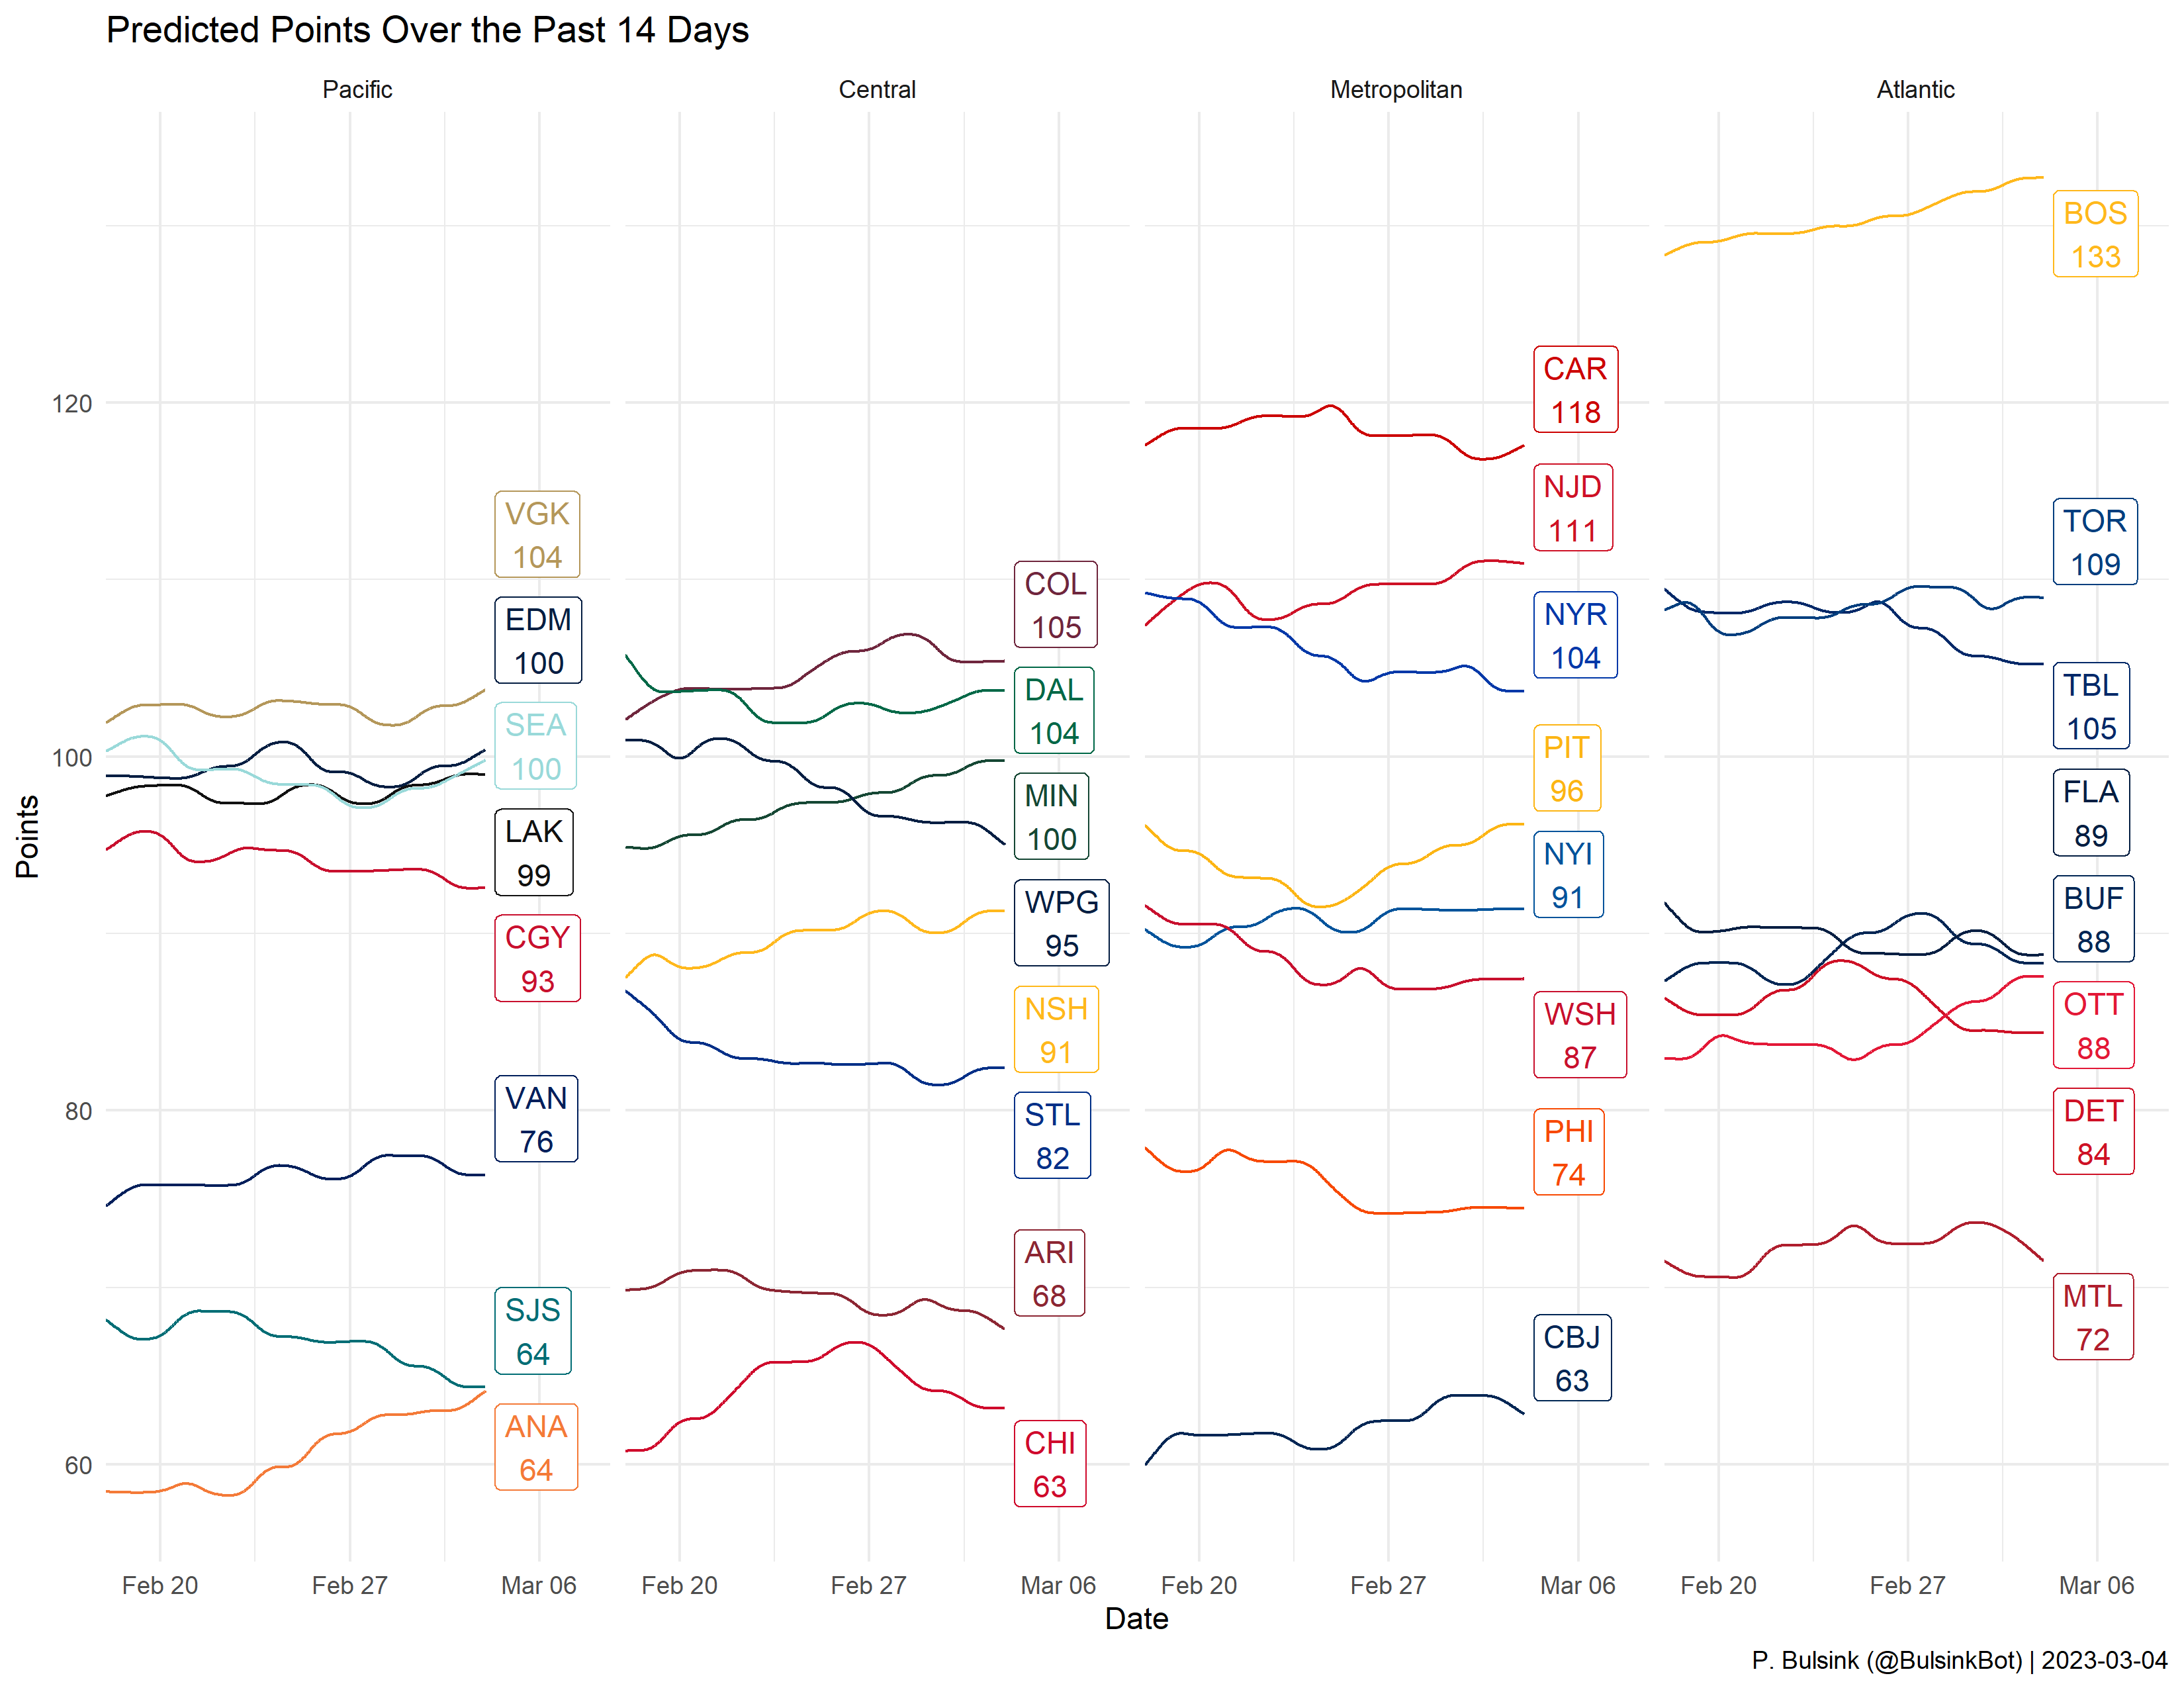 Predicted Points Over the Past 14 Days
Pacific
Central
Metropolitan
Atlantic
Points
120
100
80
60
VGK
104
EDM
100
SEA
100
LAK
99
CGY
93
VAN
76
SJS
64
ANA
64
COL
105
DAL
104
MIN
100
WPG
95
NSH
91
STL
82
ARI
68
CHI
63
CAR
118
NJD
111
NYR
104
PIT
96
NYI
91
WSH
87
PHI
74
CBJ
63
BOS
133
TOR
109
TBL
105
FLA
89
BUF
88
OTT
88
DET
84
MTL
72
Feb 20 Feb 27 Mar 06
Feb 20 Feb 27 Mar 06
Feb 20 Feb 27 Mar 06
Feb 20 Feb 27 Mar 06
Date
P. Bulsink (@BulsinkBot) | 2023-03-04